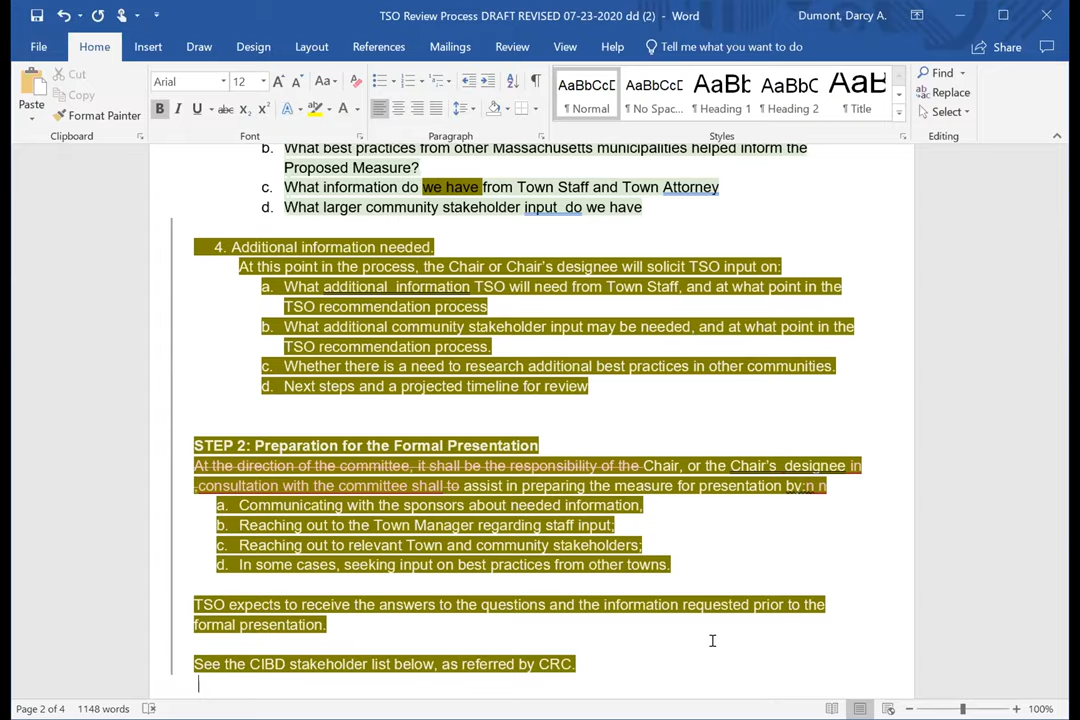 TSO Review Process DRAFT REVISED 07-23-2020 dd (2) - Word
Dumont, Darcy A.
File Home Insert Draw Design Layout References Mailings Review View Help Tell me what you want to do Share
Paste
Cut
Copy
Format Painter
Clipboard
Arial 12
Font
Paragraph
AaBbCcDc AaBbCcDc AaBbCc AaBbCcD AaB
¶ Normal ¶ No Spac... ¶ Heading 1 ¶ Heading 2 ¶ Title
Styles
Find
Replace
Select
Editing
b. What best practices from other Massachusetts municipalities helped inform the
Proposed Measure?
c. What information do we have from Town Staff and Town Attorney
d. What larger community stakeholder input  do we have
4. Additional information needed.
At this point in the process, the Chair or Chair's designee will solicit TSO input on:
a. What additional  information TSO will need from Town Staff, and at what point in the
TSO recommendation process
b. What additional community stakeholder input may be needed, and at what point in the
TSO recommendation process.
c. Whether there is a need to research additional best practices in other communities.
d. Next steps and a projected timeline for review
STEP 2: Preparation for the Formal Presentation
At the direction of the committee, it shall be the responsibility of the Chair, or the Chair's  designee in
,consultation with the committee shall to assist in preparing the measure for presentation by:n n
a. Communicating with the sponsors about needed information,
b. Reaching out to the Town Manager regarding staff input;
c. Reaching out to relevant Town and community stakeholders;
d. In some cases, seeking input on best practices from other towns.
TSO expects to receive the answers to the questions and the information requested prior to the
formal presentation.
See the CIBD stakeholder list below, as referred by CRC.
Page 2 of 4 1148 words 100%